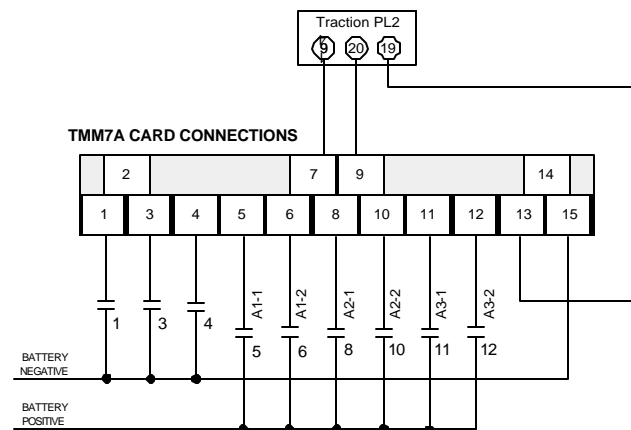 Traction PL2
9 20 19
TMM7A CARD CONNECTIONS
2 7 9 14
1 3 4 5 6 8 10 11 12 13 15
A1-1 A1-2 A2-1 A2-2 A3-1 A3-2
1 3 4
5 6 8 10 11 12
BATTERY
NEGATIVE
BATTERY
POSITIVE